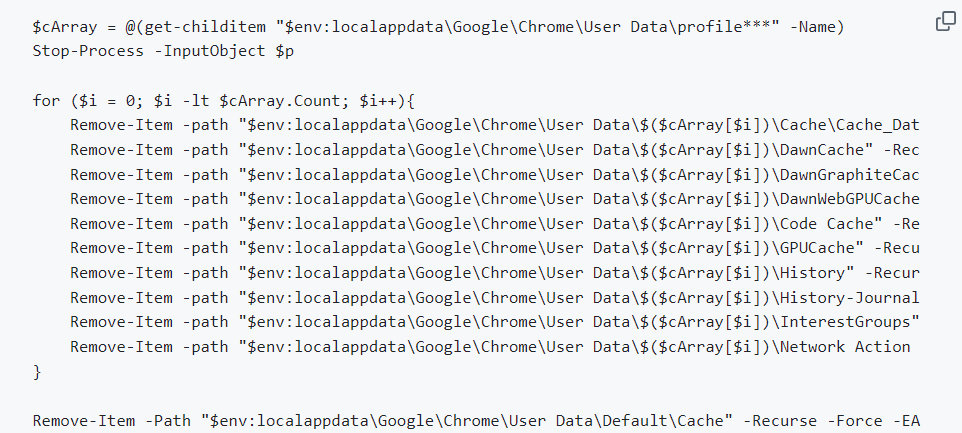 $cArray = @(get-childitem "$env:localappdata\Google\Chrome\User Data\profile***" -Name)
Stop-Process -InputObject $p
for ($i = 0; $i -lt $cArray.Count; $i++){
Remove-Item -path "$env:localappdata\Google\Chrome\User Data\$($cArray[$i])\Cache\Cache_Dat
Remove-Item -path "$env:localappdata\Google\Chrome\User Data\$($cArray[$i])\DawnCache" -Rec
Remove-Item -path "$env:localappdata\Google\Chrome\User Data\$($cArray[$i])\DawnGraphiteCac
Remove-Item -path "$env:localappdata\Google\Chrome\User Data\$($cArray[$i])\DawnWebGPUCache
Remove-Item -path "$env:localappdata\Google\Chrome\User Data\$($cArray[$i])\Code Cache" -Re
Remove-Item -path "$env:localappdata\Google\Chrome\User Data\$($cArray[$i])\GPUCache" -Recu
Remove-Item -path "$env:localappdata\Google\Chrome\User Data\$($cArray[$i])\History" -Recur
Remove-Item -path "$env:localappdata\Google\Chrome\User Data\$($cArray[$i])\History-Journal
Remove-Item -path "$env:localappdata\Google\Chrome\User Data\$($cArray[$i])\InterestGroups"
Remove-Item -path "$env:localappdata\Google\Chrome\User Data\$($cArray[$i])\Network Action
}
Remove-Item -Path "$env:localappdata\Google\Chrome\User Data\Default\Cache" -Recurse -Force -EA